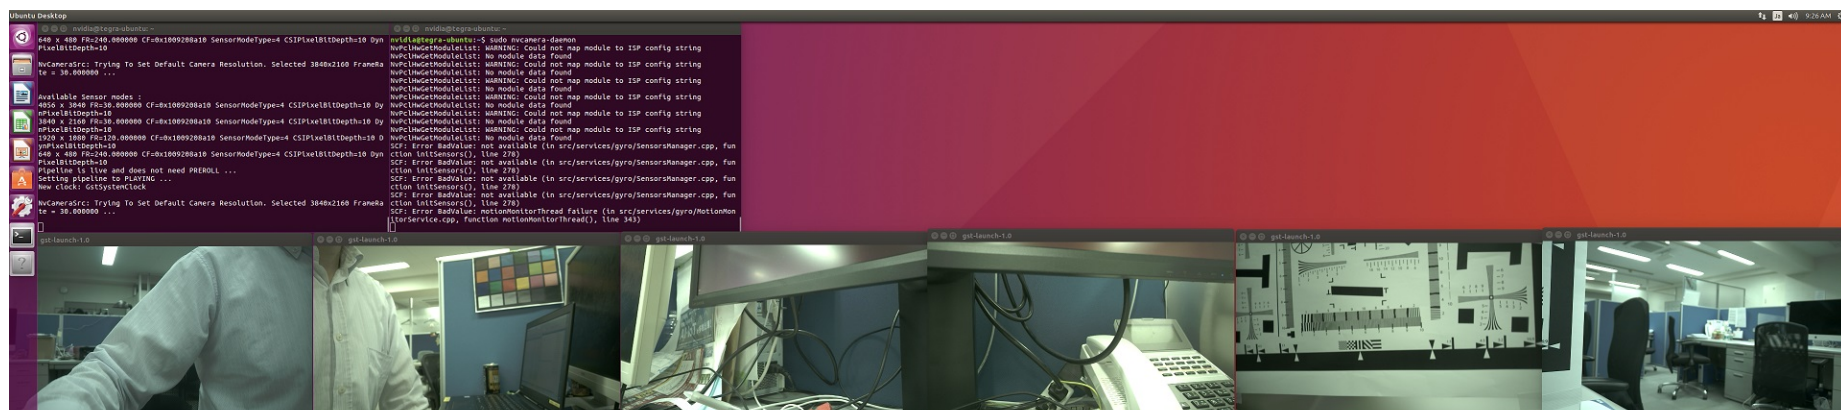 Ubuntu Desktop
Ja
9:26 AM
nvidia@tegra-ubuntu: ~
640 x 480 FR=240.000000 CF=0x1009208a10 SensorModeType=4 CSIPixelBitDepth=10 Dyn
PixelBitDepth=10
NvCameraSrc: Trying To Set Default Camera Resolution. Selected 3840x2160 FrameRa
te = 30.000000 ...
Available Sensor modes :
4056 x 3040 FR=30.000000 CF=0x1009208a10 SensorModeType=4 CSIPixelBitDepth=10 Dy
nPixelBitDepth=10
3840 x 2160 FR=30.000000 CF=0x1009208a10 SensorModeType=4 CSIPixelBitDepth=10 Dy
nPixelBitDepth=10
1920 x 1080 FR=120.000000 CF=0x1009208a10 SensorModeType=4 CSIPixelBitDepth=10 D
ynPixelBitDepth=10
640 x 480 FR=240.000000 CF=0x1009208a10 SensorModeType=4 CSIPixelBitDepth=10 Dyn
PixelBitDepth=10
Pipeline is live and does not need PREROLL ...
Setting pipeline to PLAYING ...
New clock: GstSystemClock
NvCameraSrc: Trying To Set Default Camera Resolution. Selected 3840x2160 FrameRa
te = 30.000000 ...
nvidia@tegra-ubuntu: ~
nvidia@tegra-ubuntu:~$ sudo nvcamera-daemon
NvPclHwGetModuleList: WARNING: Could not map module to ISP config string
NvPclHwGetModuleList: No module data found
NvPclHwGetModuleList: WARNING: Could not map module to ISP config string
NvPclHwGetModuleList: No module data found
NvPclHwGetModuleList: WARNING: Could not map module to ISP config string
NvPclHwGetModuleList: No module data found
NvPclHwGetModuleList: WARNING: Could not map module to ISP config string
NvPclHwGetModuleList: No module data found
NvPclHwGetModuleList: WARNING: Could not map module to ISP config string
NvPclHwGetModuleList: No module data found
NvPclHwGetModuleList: WARNING: Could not map module to ISP config string
NvPclHwGetModuleList: No module data found
SCF: Error BadValue: not available (in src/services/gyro/SensorsManager.cpp, fun
ction initSensors(), line 278)
SCF: Error BadValue: not available (in src/services/gyro/SensorsManager.cpp, fun
ction initSensors(), line 278)
SCF: Error BadValue: not available (in src/services/gyro/SensorsManager.cpp, fun
ction initSensors(), line 278)
SCF: Error BadValue: not available (in src/services/gyro/SensorsManager.cpp, fun
ction initSensors(), line 278)
SCF: Error BadValue: motionMonitorThread failure (in src/services/gyro/MotionMon
itorService.cpp, function motionMonitorThread(), line 343)
gst-launch-1.0
gst-launch-1.0
gst-launch-1.0
gst-launch-1.0
gst-launch-1.0
gst-launch-1.0